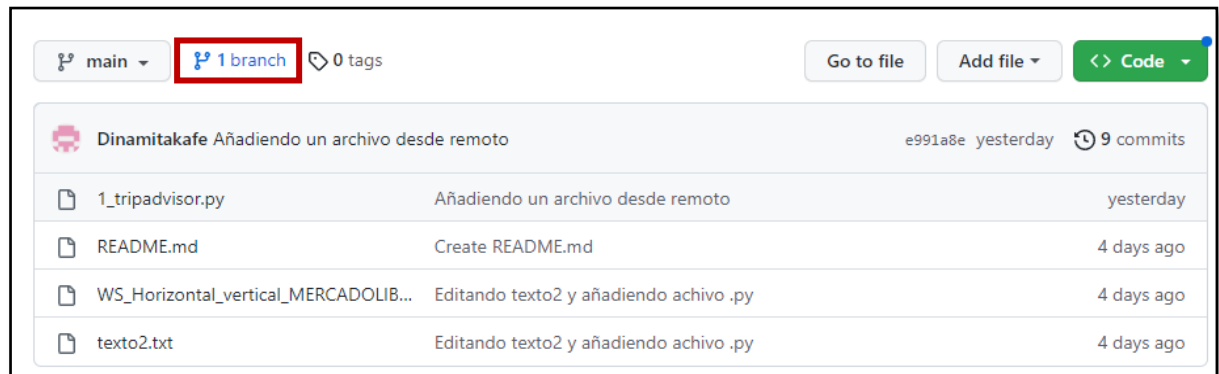 main 1 branch 0 tags Go to file Add file <> Code
Dinamitakafe Añadiendo un archivo desde remoto e991a8e yesterday 9 commits
1_tripadvisor.py Añadiendo un archivo desde remoto yesterday
README.md Create README.md 4 days ago
WS_Horizontal_vertical_MERCADOLIB... Editando texto2 y añadiendo achivo .py 4 days ago
texto2.txt Editando texto2 y añadiendo achivo .py 4 days ago